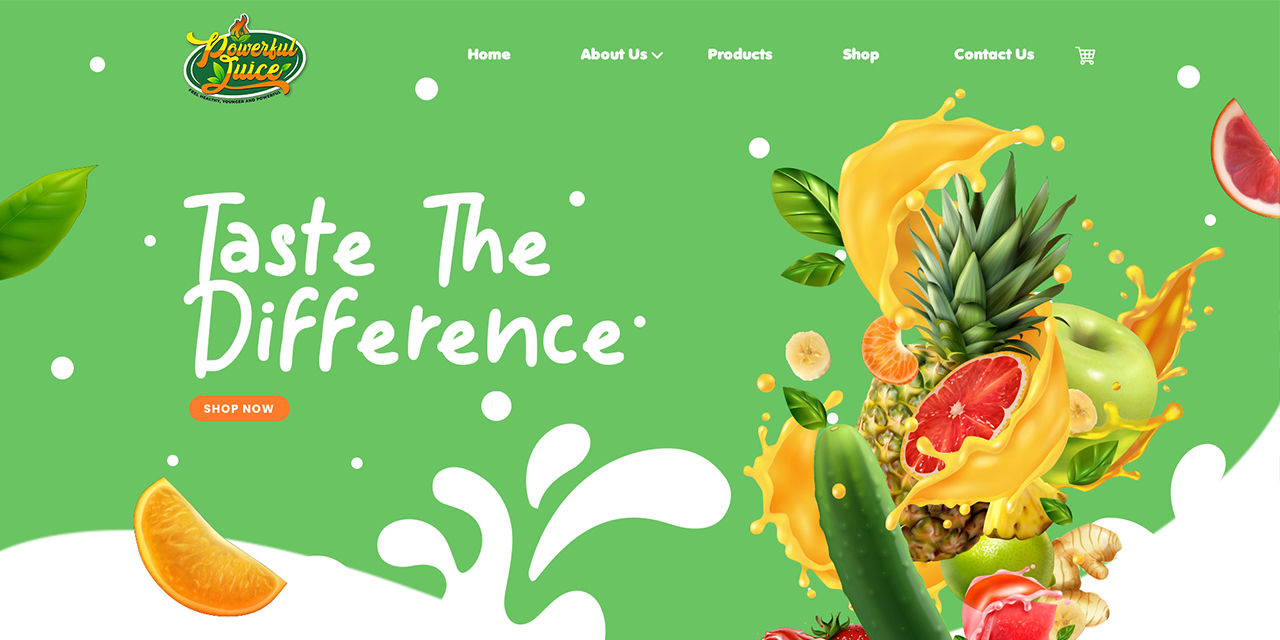 Powerful
Juice
FEEL HEALTHY, YOUNGER AND POWERFUL
Home
About Us
Products
Shop
Contact Us
Taste The
Difference
SHOP NOW